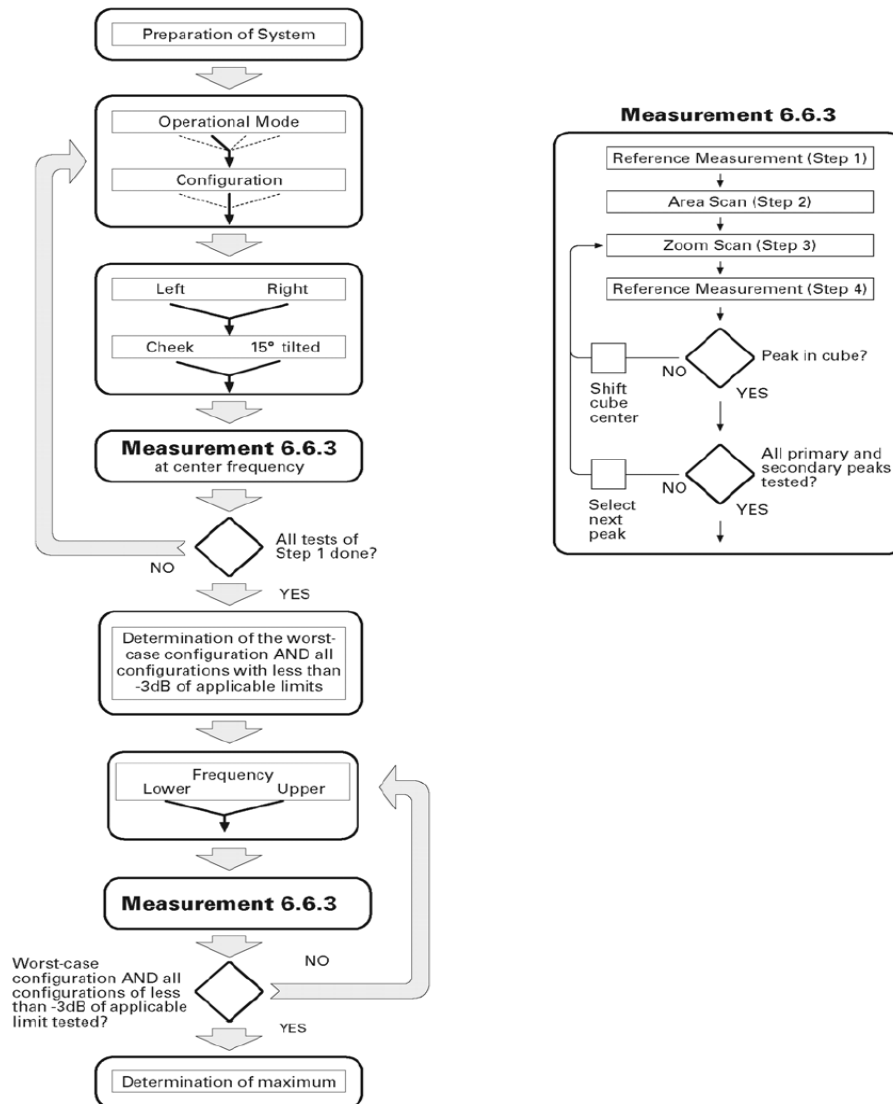 Preparation of System
Operational Mode
Configuration
Left Right
Cheek 15° tilted
Measurement 6.6.3
at center frequency
All tests of
Step 1 done?
NO
YES
Determination of the worst-
case configuration AND all
configurations with less than
-3dB of applicable limits
Frequency
Lower Upper
Measurement 6.6.3
Worst-case
configuration AND all
configurations of less
than -3dB of applicable
limit tested?
NO
YES
Determination of maximum
Measurement 6.6.3
Reference Measurement (Step 1)
Area Scan (Step 2)
Zoom Scan (Step 3)
Reference Measurement (Step 4)
Peak in cube?
NO
YES
Shift
cube
center
All primary and
secondary peaks
tested?
NO
YES
Select
next
peak